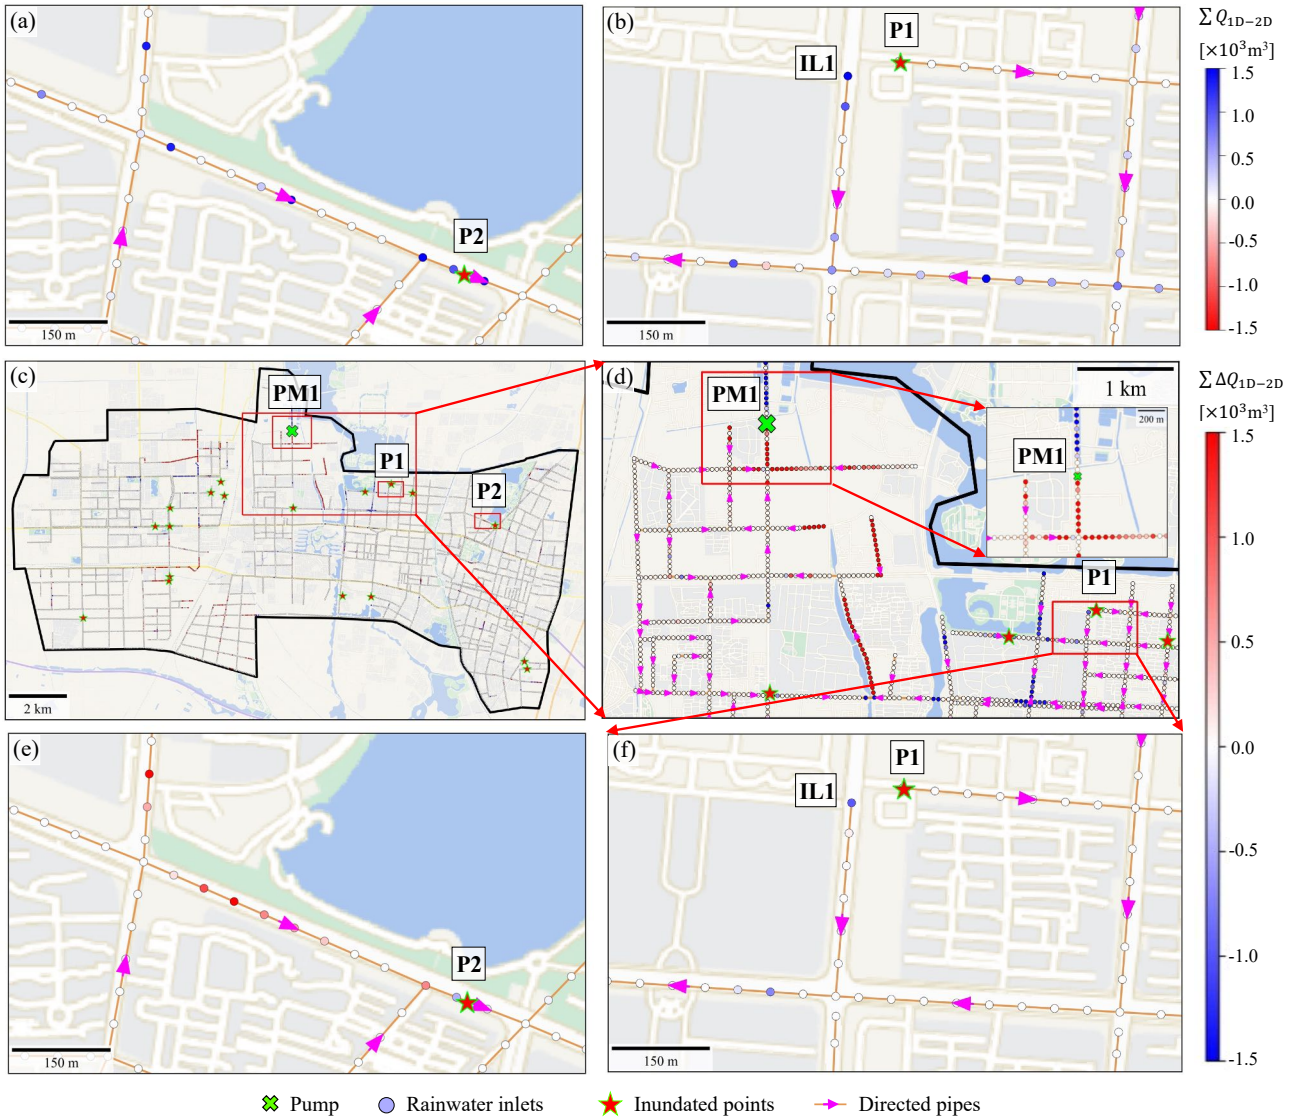 (a)
P2
150 m
(b)
P1
IL1
150 m
∑ Q1D−2D
[×10³m³]
1.5
1.0
0.5
0.0
-0.5
-1.0
-1.5
(c)
PM1
P1
P2
2 km
(d)
1 km
PM1
200 m
PM1
P1
∑ ΔQ1D−2D
[×10³m³]
1.5
1.0
0.5
0.0
-0.5
-1.0
-1.5
(e)
P2
150 m
(f)
P1
IL1
150 m
Pump
Rainwater inlets
Inundated points
Directed pipes